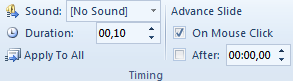 Sound: [No Sound]
Duration: 00,10
Apply To All
Advance Slide
On Mouse Click
After: 00:00,00
Timing